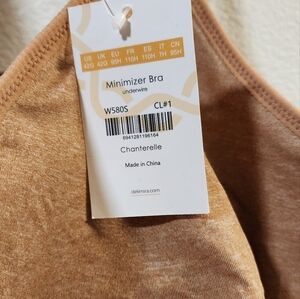 US UK EU FR ES IT CN
42G 42G 95H 110H 110H 7H 95H
Minimizer Bra
underwire
W580S CL#1
6941281196164
Chanterelle
Made in China
delimira.com